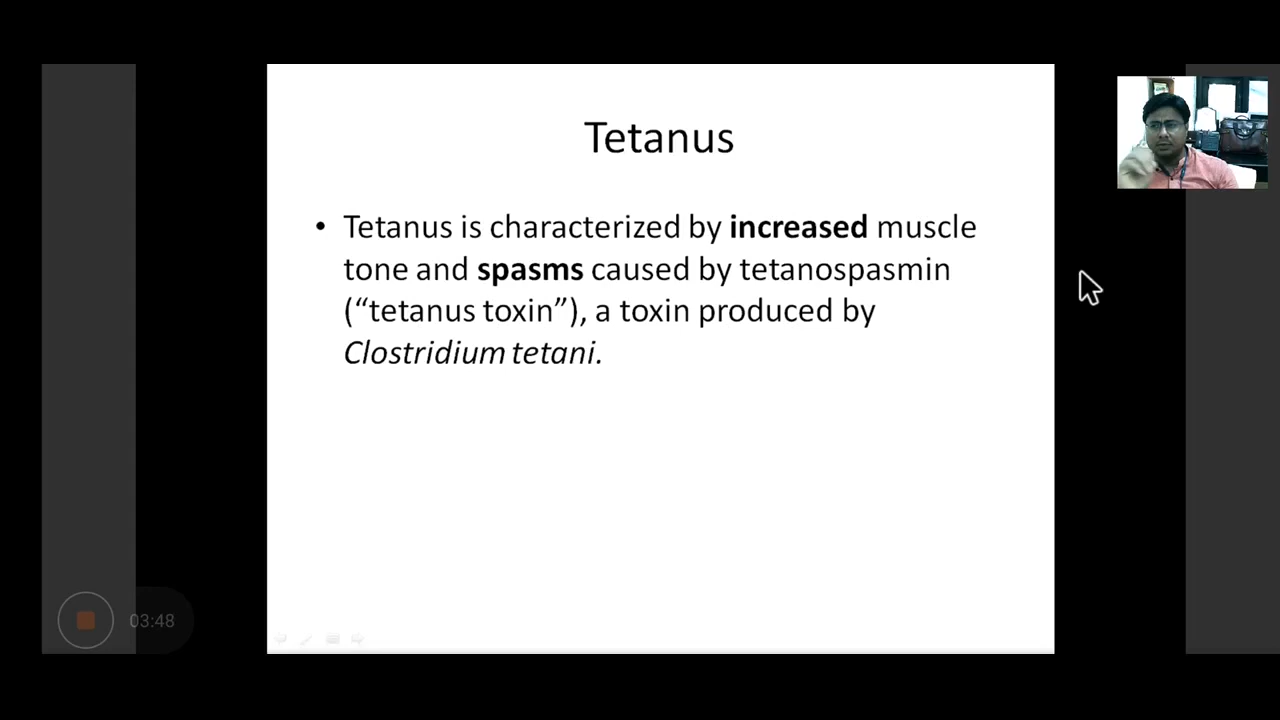 Tetanus
• Tetanus is characterized by increased muscle
tone and spasms caused by tetanospasmin
(“tetanus toxin”), a toxin produced by
Clostridium tetani.
03:48